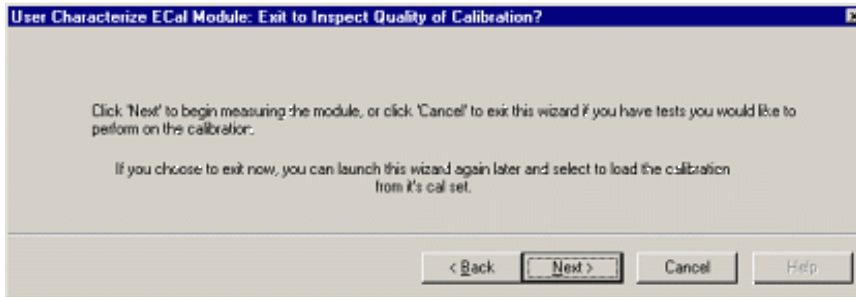 User Characterize ECal Module: Exit to Inspect Quality of Calibration?
Click 'Next' to begin measuring the module, or click 'Cancel' to exit this wizard if you have tests you would like to
perform on the calibration.
If you choose to exit now, you can launch this wizard again later and select to load the calibration
from it's cal set.
< Back
Next >
Cancel
Help